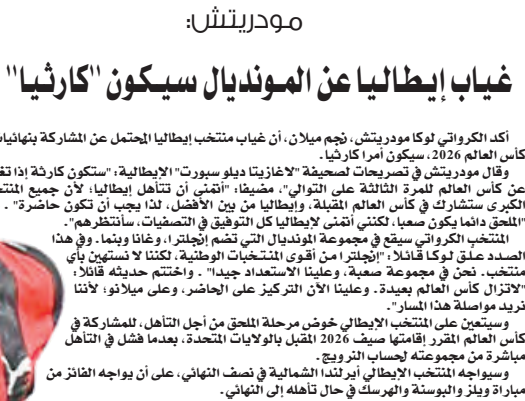 مودريتش:
غياب إيطاليا عن المونديال سيكون "كارثيا"
أكد الكرواتي لوكا مودريتش، نجم ميلان، أن غياب منتخب إيطاليا المحتمل عن المشاركة بنهائيات
كأس العالم 2026، سيكون أمرا كارثيا.
وقال مودريتش في تصريحات لصحيفة "لاغازيتا ديلو سبورت" الإيطالية: "ستكون كارثة إذا
عن كأس العالم للمرة الثالثة على التوالي"، مضيفا: "أتمنى أن تتأهل إيطاليا؛ لأن جميع
الكبرى ستشارك في كأس العالم المقبلة، وإيطاليا من بين الأفضل، لذا يجب أن تكون حاضرة" .
"الملحق دائما يكون صعبا، لكنني أتمنى لإيطاليا كل التوفيق في التصفيات، سأنتظرهم".
المنتخب الكرواتي سيقع في مجموعة المونديال التي تضم إنجلترا، وغانا وبنما. وفي هذا
الصدد علق لوكا قائلا: "إنجلترا من أقوى المنتخبات الوطنية، لكننا لا نستهين بأي
منتخب. نحن في مجموعة صعبة، وعلينا الاستعداد جيدا" . واختتم حديثه قائلا:
"لاتزال كأس العالم بعيدة. وعلينا الآن التركيز على الحاضر، وعلى ميلانو؛ لأننا
نريد مواصلة هذا المسار".
وسيتعين على المنتخب الإيطالي خوض مرحلة الملحق من أجل التأهل، للمشاركة في
كأس العالم المقرر إقامتها صيف 2026 المقبل بالولايات المتحدة، بعدما فشل في التأهل
مباشرة من مجموعته لحساب النرويج.
وسيواجه المنتخب الإيطالي أيرلندا الشمالية في نصف النهائي، على أن يواجه الفائز من
مباراة ويلز والبوسنة والهرسك في حال تأهله إلى النهائي.